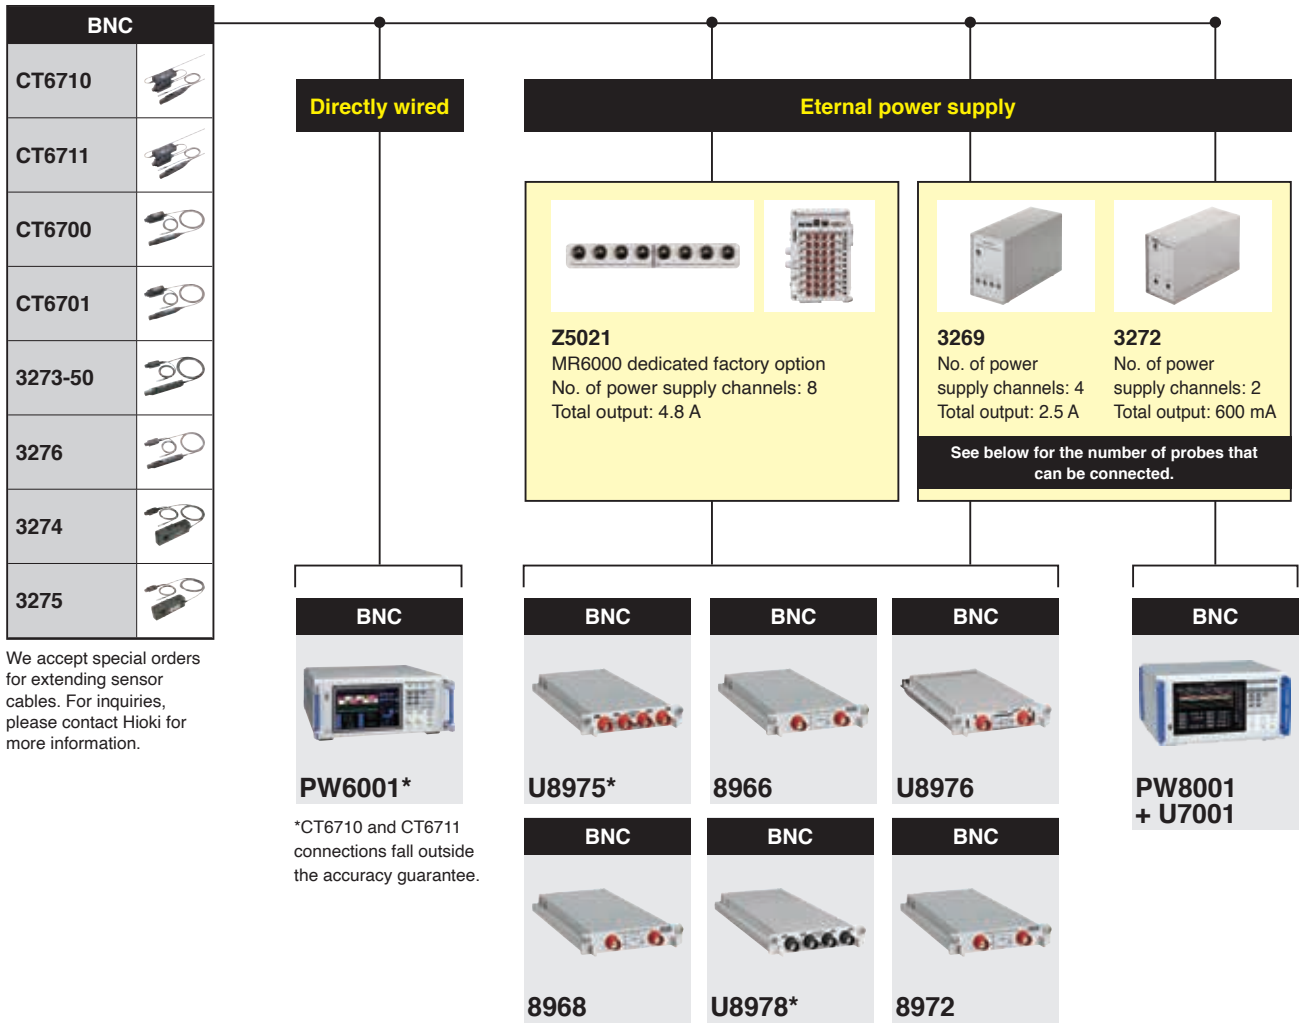 BNC
CT6710
CT6711
CT6700
CT6701
3273-50
3276
3274
3275
We accept special orders
for extending sensor
cables. For inquiries,
please contact Hioki for
more information.
Directly wired
Eternal power supply
Z5021
MR6000 dedicated factory option
No. of power supply channels: 8
Total output: 4.8 A
3269
No. of power
supply channels: 4
Total output: 2.5 A
3272
No. of power
supply channels: 2
Total output: 600 mA
See below for the number of probes that
can be connected.
BNC
PW6001*
*CT6710 and CT6711
connections fall outside
the accuracy guarantee.
BNC
U8975*
BNC
8966
BNC
U8976
BNC
8968
BNC
U8978*
BNC
8972
BNC
PW8001
+ U7001